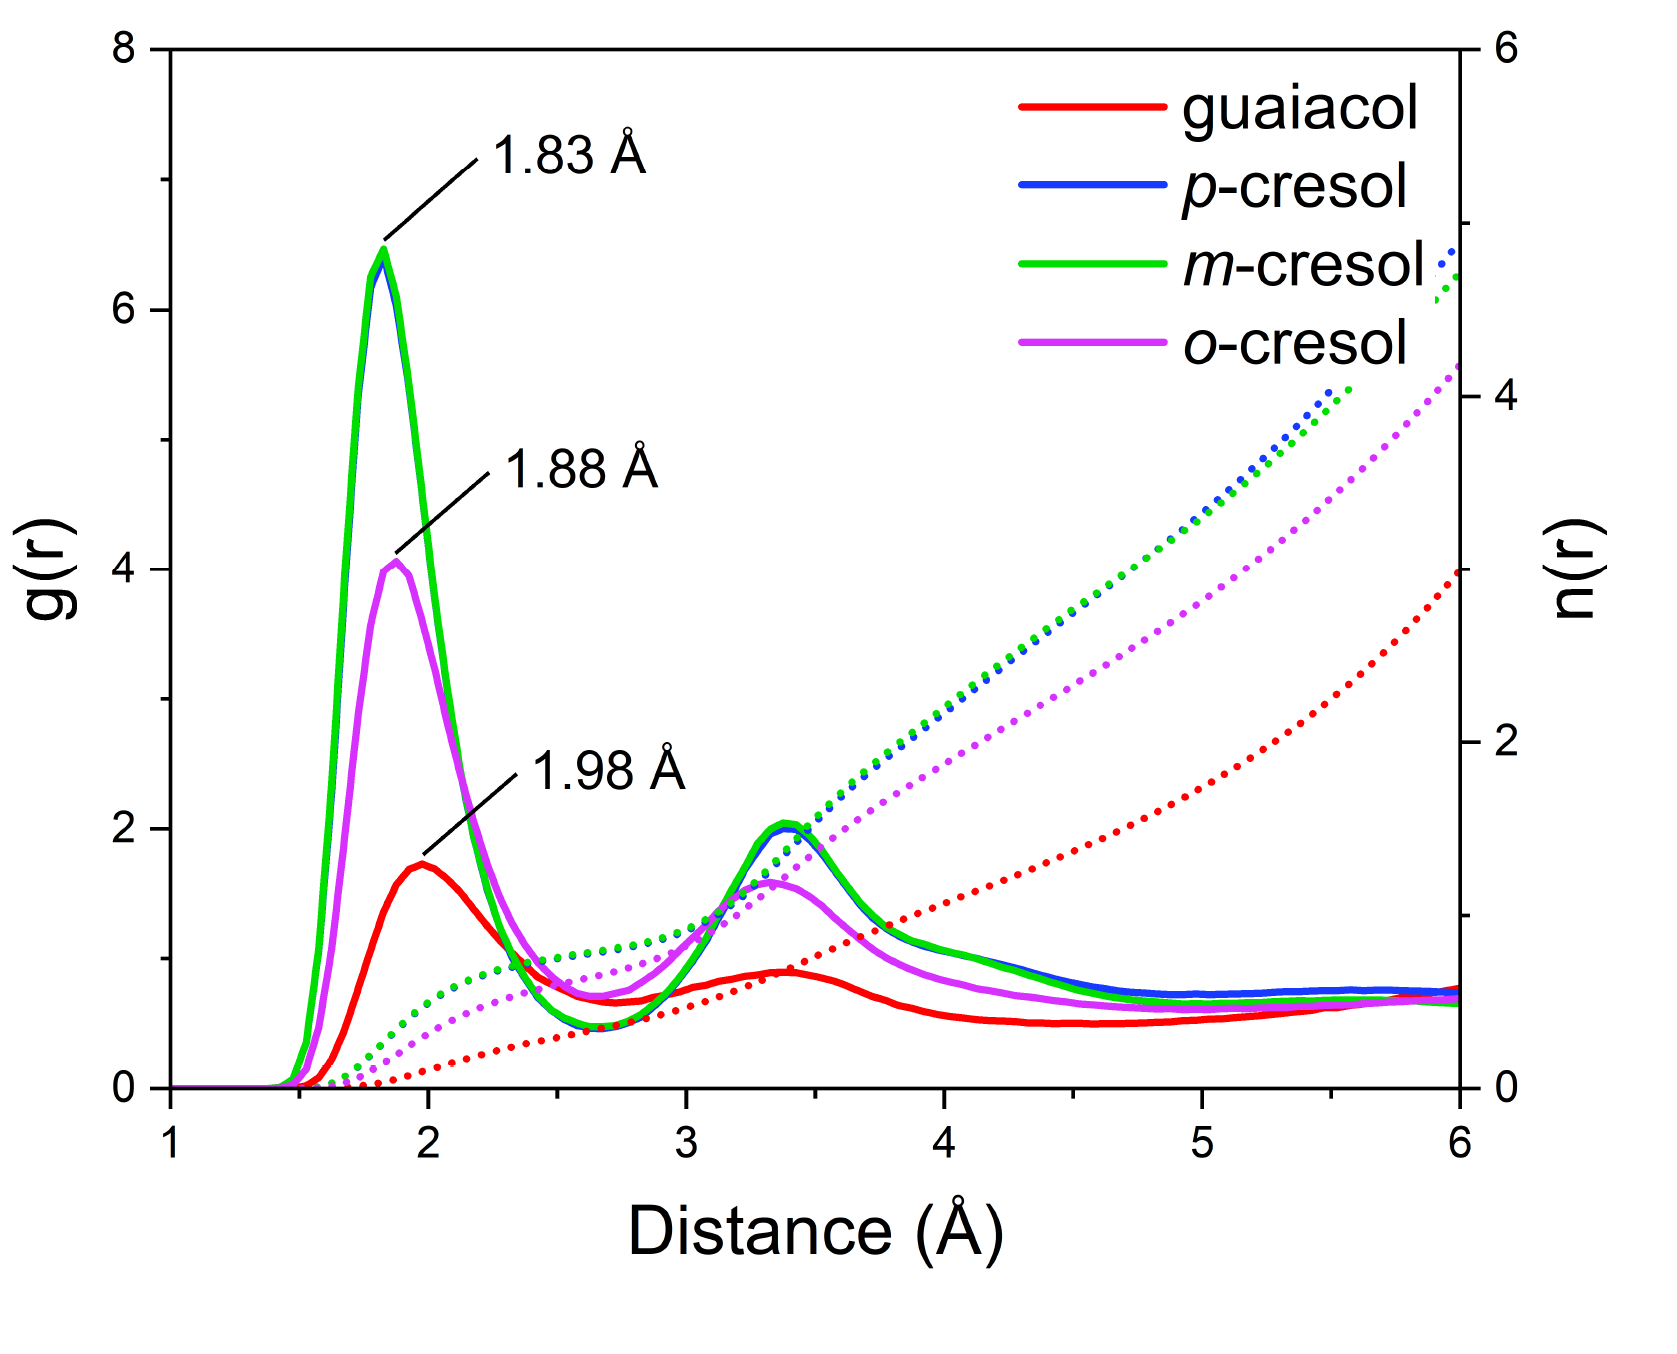 8
6
guaiacol
1.83 Å
p-cresol
m-cresol
6
o-cresol
4
1.88 Å
g(r)
n(r)
4
1.98 Å
2
2
0
0
1
2
3
4
5
6
Distance (Å)